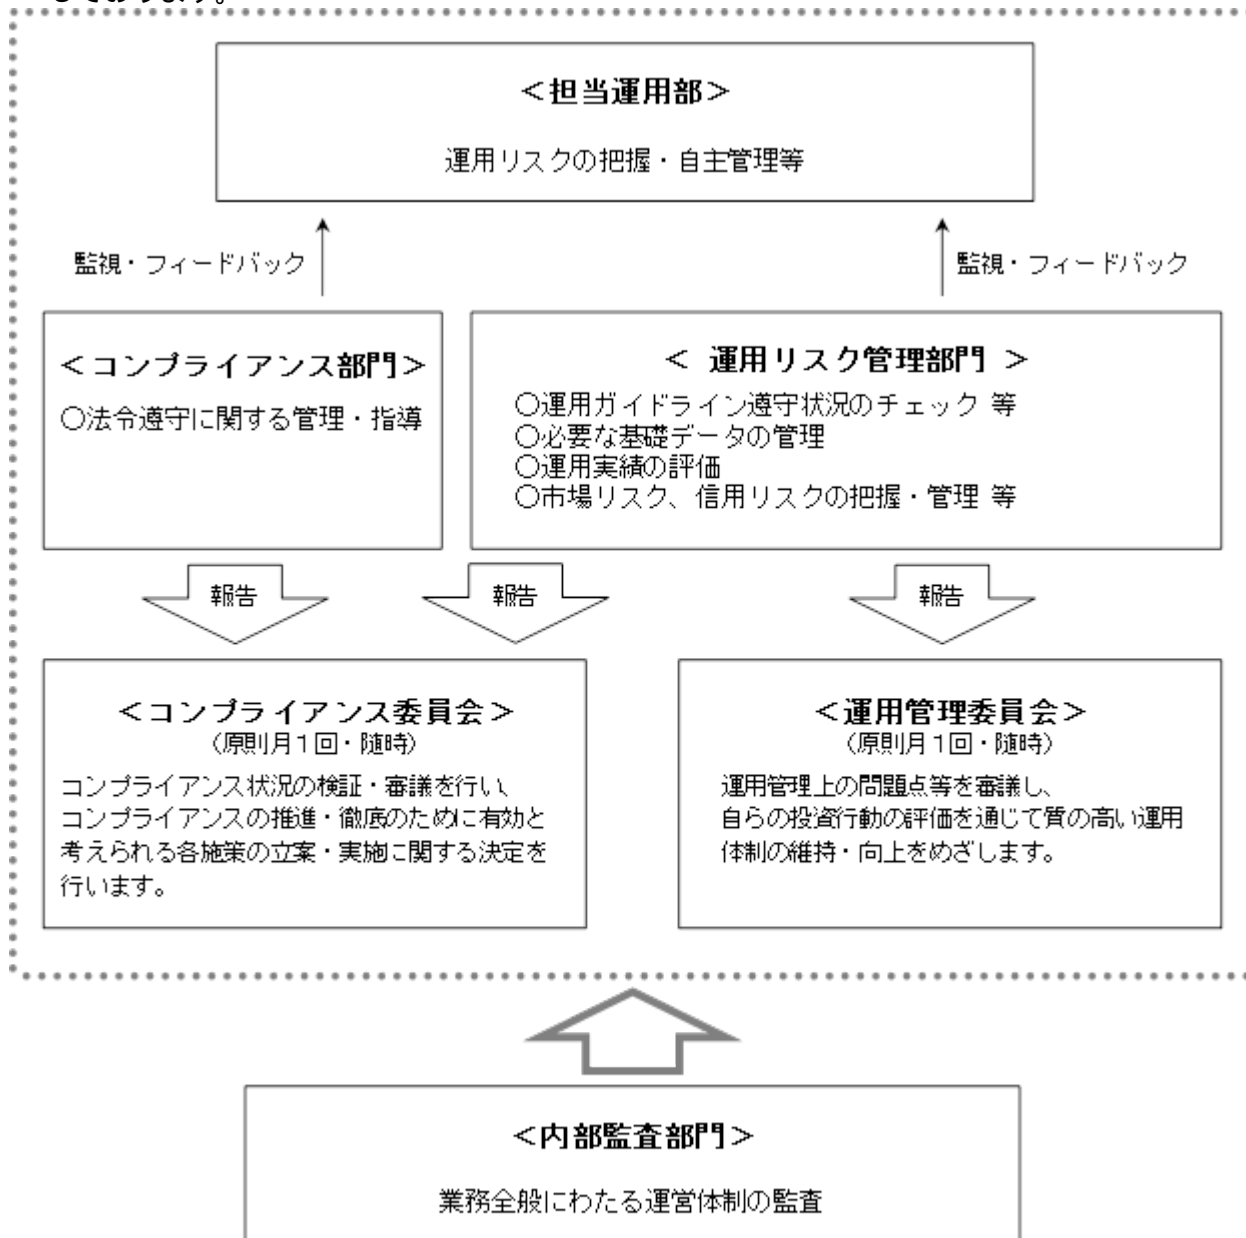 しております。
＜担当運用部＞
運用リスクの把握・自主管理等
監視・フィードバック
監視・フィードバック
＜コンプライアンス部門＞
○法令遵守に関する管理・指導
＜ 運用リスク管理部門 ＞
○運用ガイドライン遵守状況のチェック 等
○必要な基礎データの管理
○運用実績の評価
○市場リスク、信用リスクの把握・管理 等
報告
報告
報告
＜コンプライアンス委員会＞
（原則月１回・随時）
コンプライアンス状況の検証・審議を行い、
コンプライアンスの推進・徹底のために有効と
考えられる各施策の立案・実施に関する決定を
行います。
＜運用管理委員会＞
（原則月１回・随時）
運用管理上の問題点等を審議し、
自らの投資行動の評価を通じて質の高い運用
体制の維持・向上をめざします。
＜内部監査部門＞
業務全般にわたる運営体制の監査